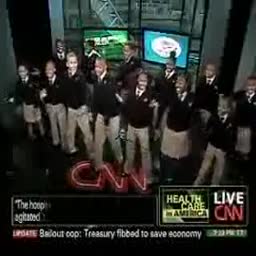 CNN
"The hospi
agitated
HEALTH
CARE
in AMERICA
LIVE
CNN
UPDATE Bailout cop: Treasury fibbed to save economy